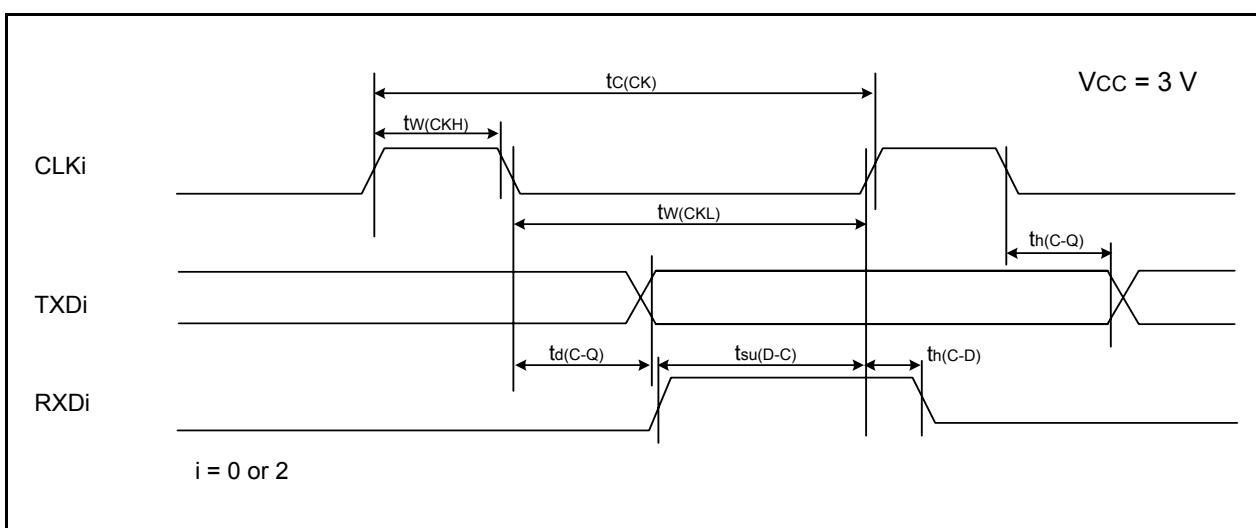 tC(CK)
VCC = 3 V
tW(CKH)
CLKi
tW(CKL)
th(C-Q)
TXDi
td(C-Q)
tsu(D-C)
th(C-D)
RXDi
i = 0 or 2